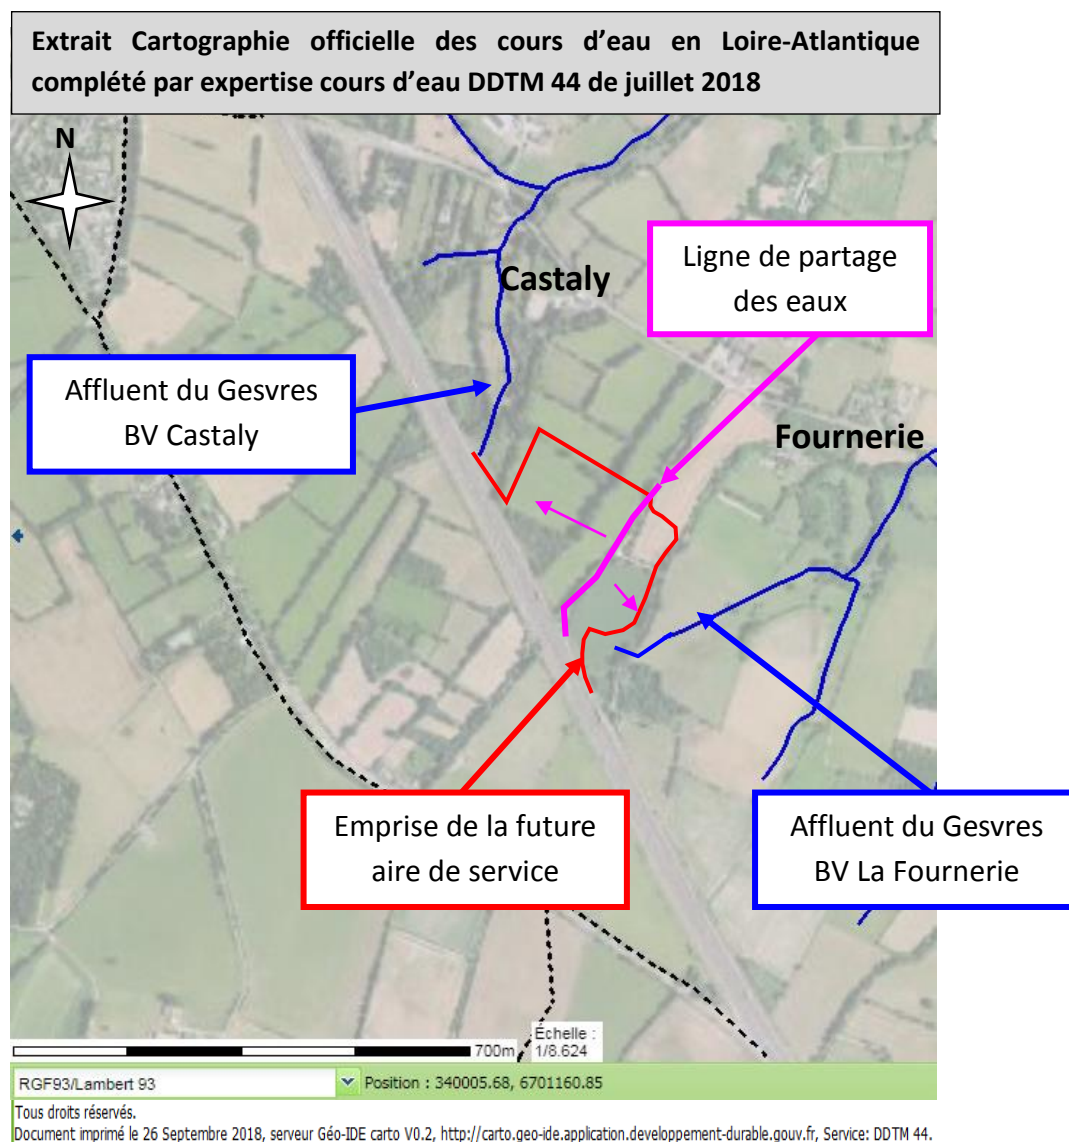 Extrait Cartographie officielle des cours d’eau en Loire-Atlantique
complété par expertise cours d’eau DDTM 44 de juillet 2018
N
Castaly
Ligne de partage
des eaux
Affluent du Gesvres
BV Castaly
Fournerie
Emprise de la future
aire de service
Affluent du Gesvres
BV La Fournerie
700m
Échelle :
1/8.624
RGF93/Lambert 93
Position : 340005.68, 6701160.85
Tous droits réservés.
Document imprimé le 26 Septembre 2018, serveur Géo-IDE carto V0.2, http://carto.geo-ide.application.developpement-durable.gouv.fr, Service: DDTM 44.